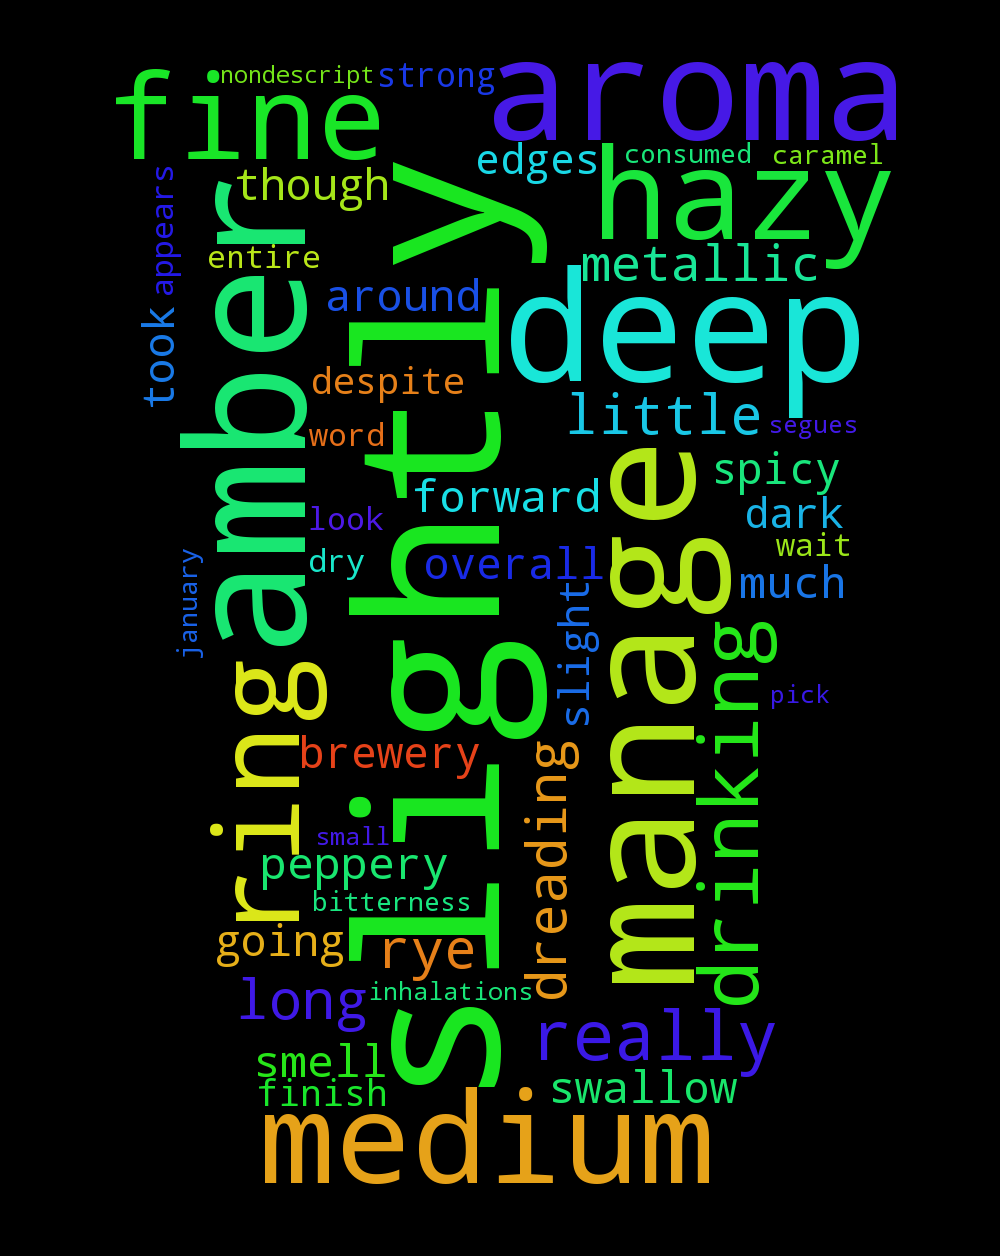 nondescript
strong
aroma
fine
edges
consumed
caramel
though
hazy
appears
entire
metallic
around
amber
slightly
deep
took
despite
little
segues
word
spicy
forward
look
dark
wait
dry
overall
much
january
slight
manage
drinking
pick
ring
brewery
dreading
small
peppery
bitterness
going
rye
long
inhalations
really
smell
finish
swallow
medium